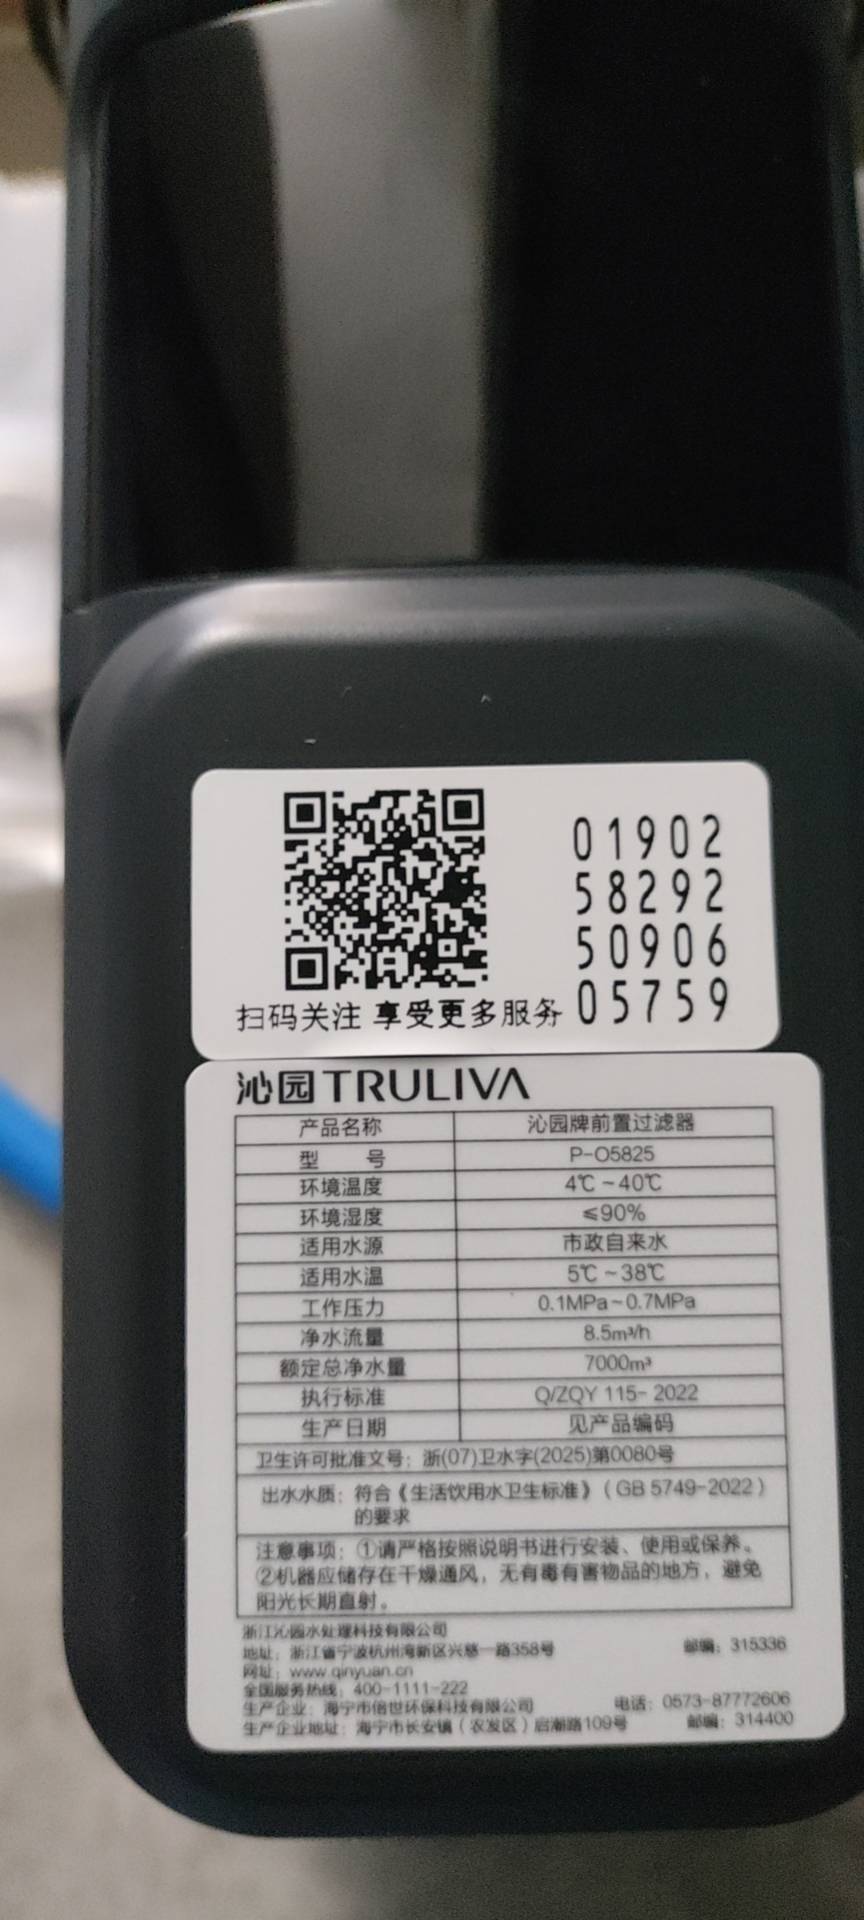 01902
58292
50906
05759
扫码关注 享受更多服务
沁园TRULIVA
产品名称 沁园牌前置过滤器
型 号 P-O5825
环境温度 4℃~40℃
环境湿度 ≤90%
适用水源 市政自来水
适用水温 5℃~38℃
工作压力 0.1MPa~0.7MPa
净水流量 8.5m³/h
额定总净水量 7000m³
执行标准 Q/ZQY 115- 2022
生产日期 见产品编码
卫生许可批准文号：浙(07)卫水字(2025)第0080号
出水水质：符合《生活饮用水卫生标准》（GB 5749-2022）
的要求
注意事项：①请严格按照说明书进行安装、使用或保养。
②机器应储存在干燥通风，无有毒有害物品的地方，避免
阳光长期直射。
浙江沁园水处理科技有限公司
地址：浙江省宁波杭州湾新区兴慈一路358号 邮编：315336
网址：www.qinyuan.cn
全国服务热线：400-1111-222
生产企业：海宁市倍世环保科技有限公司 电话：0573-87772606
生产企业地址：海宁市长安镇（农发区）启潮路109号 邮编：314400